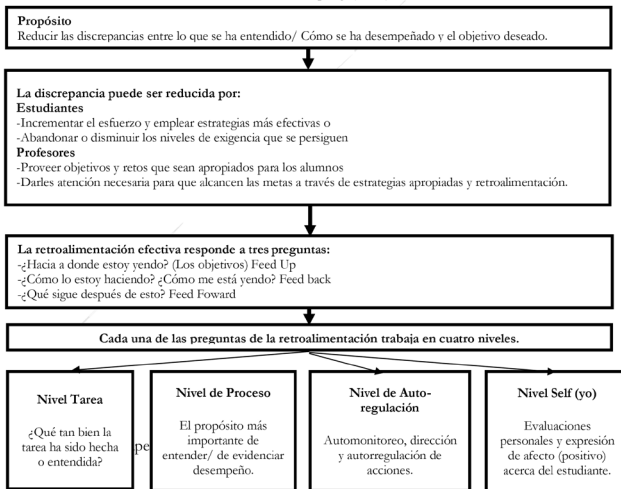 Propósito
Reducir las discrepancias entre lo que se ha entendido/ Cómo se ha desempeñado y el objetivo deseado.
La discrepancia puede ser reducida por:
Estudiantes
-Incrementar el esfuerzo y emplear estrategias más efectivas o
-Abandonar o disminuir los niveles de exigencia que se persiguen
Profesores
-Proveer objetivos y retos que sean apropiados para los alumnos
-Darles atención necesaria para que alcancen las metas a través de estrategias apropiadas y retroalimentación.
La retroalimentación efectiva responde a tres preguntas:
-¿Hacia a donde estoy yendo? (Los objetivos) Feed Up
-¿Cómo lo estoy haciendo? ¿Cómo me está yendo? Feed back
-¿Qué sigue después de esto? Feed Foward
Cada una de las preguntas de la retroalimentación trabaja en cuatro niveles.
Nivel Tarea
¿Qué tan bien la
tarea ha sido hecha
o entendida?
pe
Nivel de Proceso
El propósito más
importante de
entender/ de evidenciar
desempeño.
Nivel de Auto-
regulación
Automonitoreo, dirección
y autorregulación de
acciones.
Nivel Self (yo)
Evaluaciones
personales y expresión
de afecto (positivo)
acerca del estudiante.